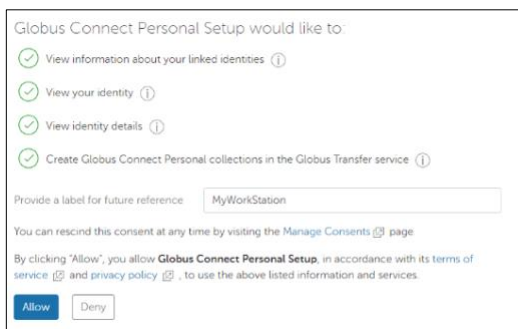 Globus Connect Personal Setup would like to:
View information about your linked identities
View your identity
View identity details
Create Globus Connect Personal collections in the Globus Transfer service
Provide a label for future reference MyWorkStation
You can rescind this consent at any time by visiting the Manage Consents page
By clicking "Allow", you allow Globus Connect Personal Setup, in accordance with its terms of
service and privacy policy , to use the above listed information and services.
Allow Deny